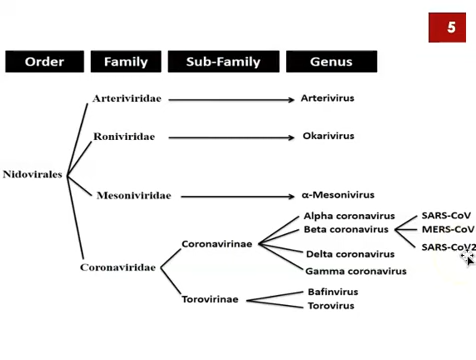 5
Order Family Sub-Family Genus
Arteriviridae Arterivirus
Roniviridae Okarivirus
Nidovirales
Mesoniviridae α-Mesonivirus
Alpha coronavirus SARS-CoV
Beta coronavirus MERS-CoV
Coronavirinae
SARS-CoV2
Delta coronavirus
Coronaviridae
Gamma coronavirus
Bafinvirus
Torovirinae
Torovirus